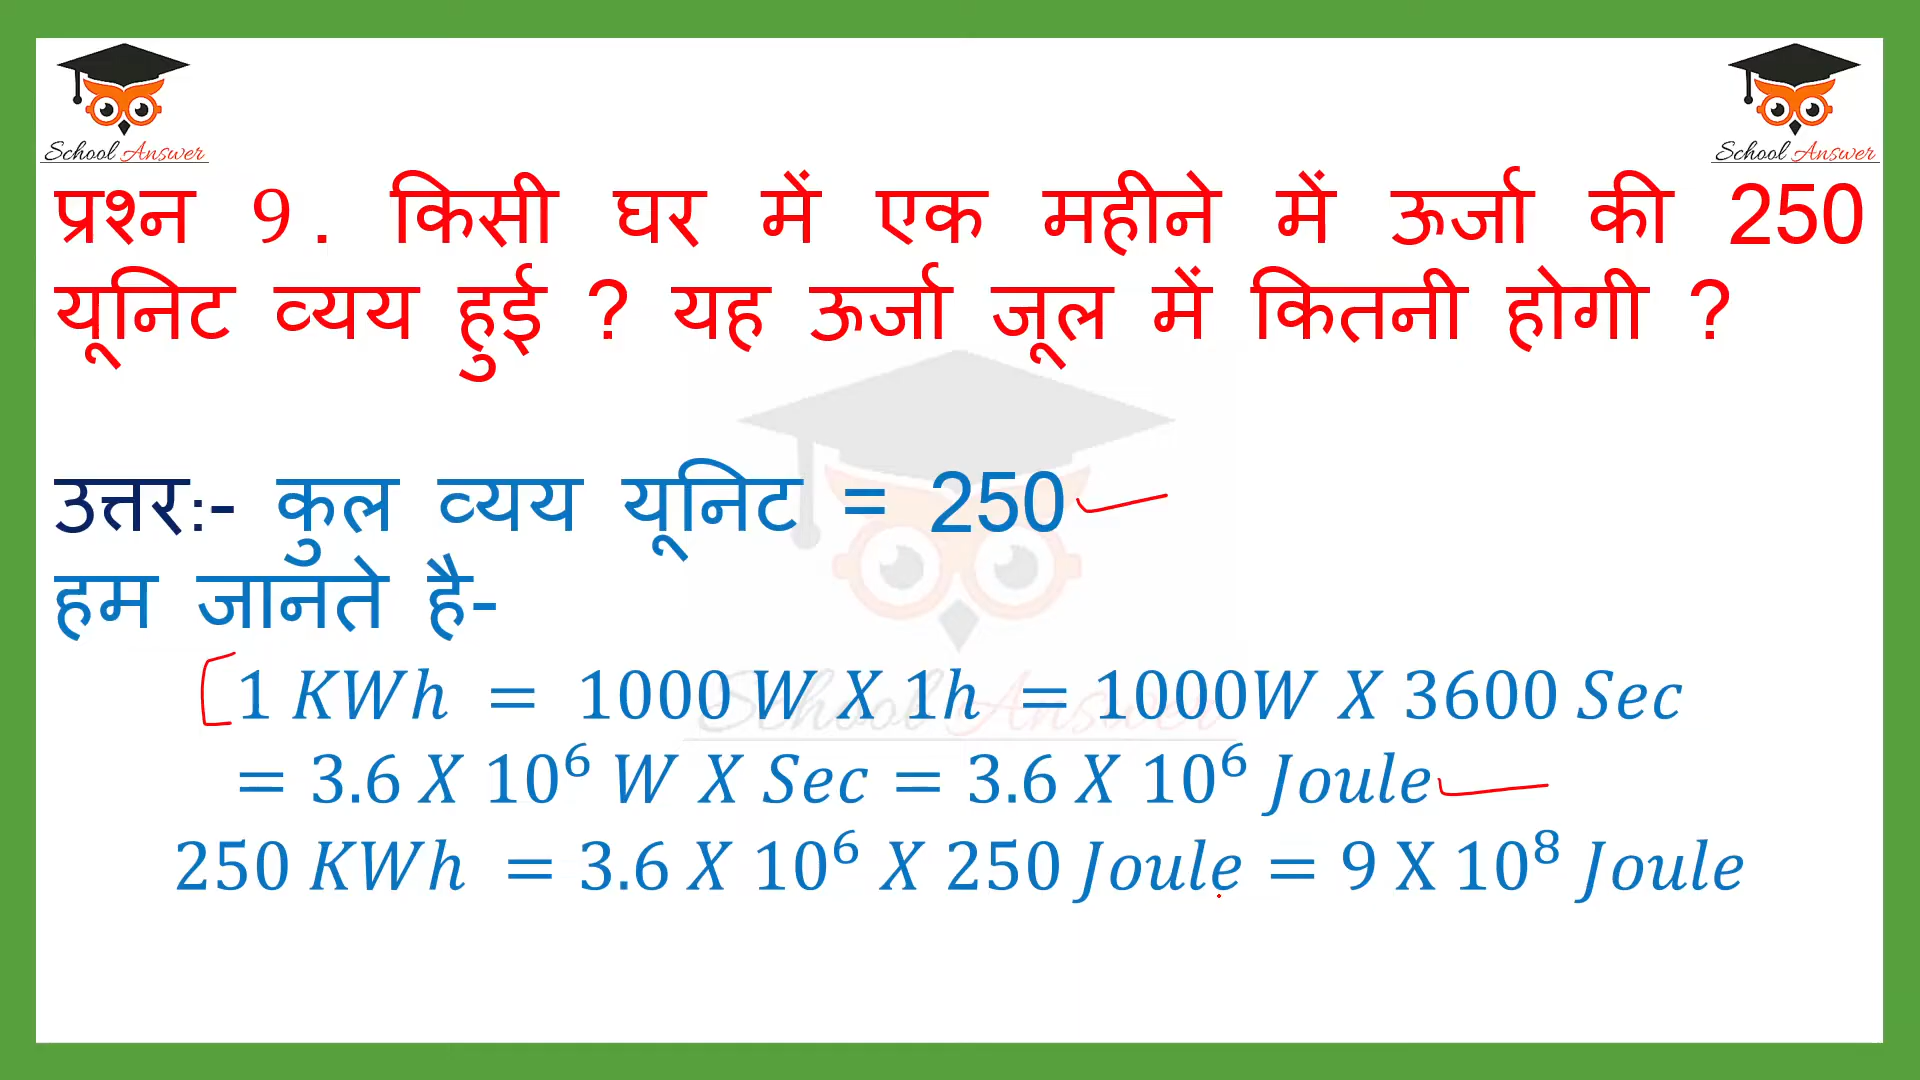 School Answer
School Answer
प्रश्न 9. किसी घर में एक महीने में ऊर्जा की 250
यूनिट व्यय हुई ? यह ऊर्जा जूल में कितनी होगी ?
उत्तर:- कुल व्यय यूनिट = 250
हम जानते है-
1 KWh = 1000 W X 1h = 1000W X 3600 Sec
= 3.6 X 10⁶ W X Sec = 3.6 X 10⁶ Joule
250 KWh = 3.6 X 10⁶ X 250 Joule = 9 X 10⁸ Joule
School Answer